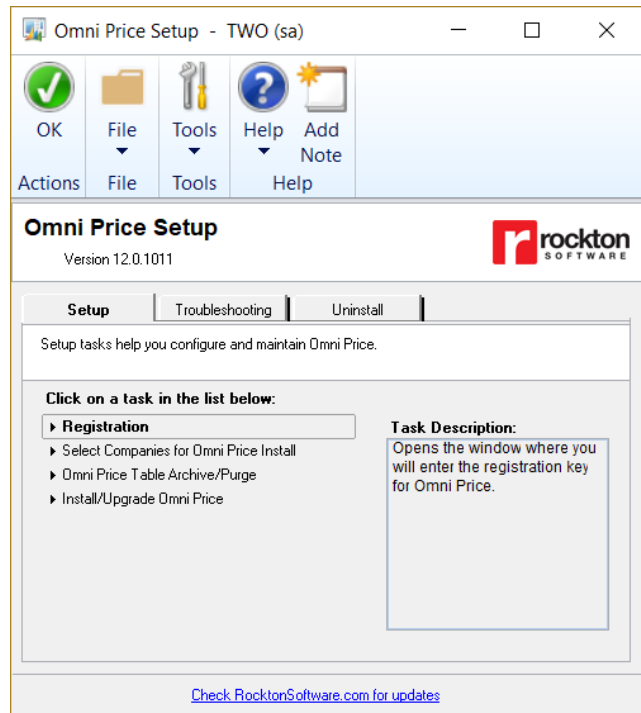 Omni Price Setup - TWO (sa)
OK
File
Tools
Help
Add
Note
Actions
File
Tools
Help
Omni Price Setup
Version 12.0.1011
rockton
SOFTWARE
Setup
Troubleshooting
Uninstall
Setup tasks help you configure and maintain Omni Price.
Click on a task in the list below:
Registration
Select Companies for Omni Price Install
Omni Price Table Archive/Purge
Install/Upgrade Omni Price
Task Description:
Opens the window where you
will enter the registration key
for Omni Price.
Check RocktonSoftware.com for updates